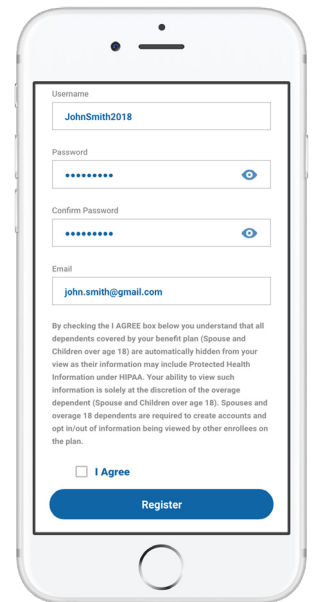 Username
JohnSmith2018
Password
•••••••••
Confirm Password
•••••••••
Email
john.smith@gmail.com
By checking the I AGREE box below you understand that all
dependents covered by your benefit plan (Spouse and
Children over age 18) are automatically hidden from your
view as their information may include Protected Health
Information under HIPAA. Your ability to view such
information is solely at the discretion of the overage
dependent (Spouse and Children over age 18). Spouses and
overage 18 dependents are required to create accounts and
opt in/out of information being viewed by other enrollees on
the plan.
I Agree
Register